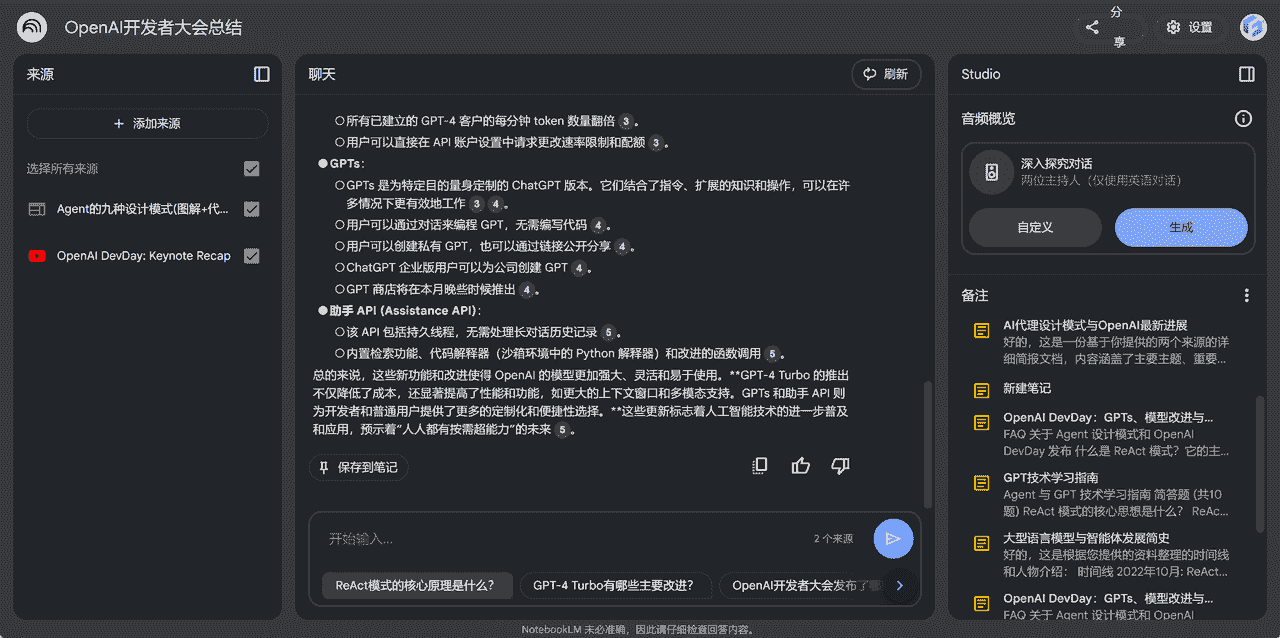 OpenAI开发者大会总结
分享
设置
来源
+ 添加来源
选择所有来源
Agent的九种设计模式(图解+代...
OpenAI DevDay: Keynote Recap
聊天
刷新
○所有已建立的 GPT-4 客户的每分钟 token 数量翻倍 3 。
○用户可以直接在 API 账户设置中请求更改速率限制和配额 3 。
●GPTs：
○GPTs 是为特定目的量身定制的 ChatGPT 版本。它们结合了指令、扩展的知识和操作，可以在许
多情况下更有效地工作 3 4 。
○用户可以通过对话来编程 GPT，无需编写代码 4 。
○用户可以创建私有 GPT，也可以通过链接公开分享 4 。
○ChatGPT 企业版用户可以为公司创建 GPT 4 。
○GPT 商店将在本月晚些时候推出 4 。
●助手 API (Assistance API)：
○该 API 包括持久线程，无需处理长对话历史记录 5 。
○内置检索功能、代码解释器（沙箱环境中的 Python 解释器）和改进的函数调用 5 。
总的来说，这些新功能和改进使得 OpenAI 的模型更加强大、灵活和易于使用。**GPT-4 Turbo 的推出
不仅降低了成本，还显著提高了性能和功能，如更大的上下文窗口和多模态支持。GPTs 和助手 API 则
为开发者和普通用户提供了更多的定制化和便捷性选择。**这些更新标志着人工智能技术的进一步普及
和应用，预示着“人人都有按需超能力”的未来 5 。
保存到笔记
开始输入...
2 个来源
ReAct模式的核心原理是什么？
GPT-4 Turbo有哪些主要改进？
OpenAI开发者大会发布了哪
NotebookLM 未必准确，因此请仔细检查回答内容。
Studio
音频概览
深入探究对话
两位主持人（仅使用英语对话）
自定义
生成
备注
AI代理设计模式与OpenAI最新进展
好的，这是一份基于你提供的两个来源的详
细简报文档，内容涵盖了主要主题、重要...
新建笔记
OpenAI DevDay：GPTs、模型改进与...
FAQ 关于 Agent 设计模式和 OpenAI
DevDay 发布 什么是 ReAct 模式？它的主...
GPT技术学习指南
Agent 与 GPT 技术学习指南 简答题 (共10
题) ReAct 模式的核心思想是什么？ ReAc...
大型语言模型与智能体发展简史
好的，这是根据您提供的资料整理的时间线
和人物介绍： 时间线 2022年10月: ReAct...
OpenAI DevDay：GPTs、模型改进与...
FAQ 关于 Agent 设计模式和 OpenAI